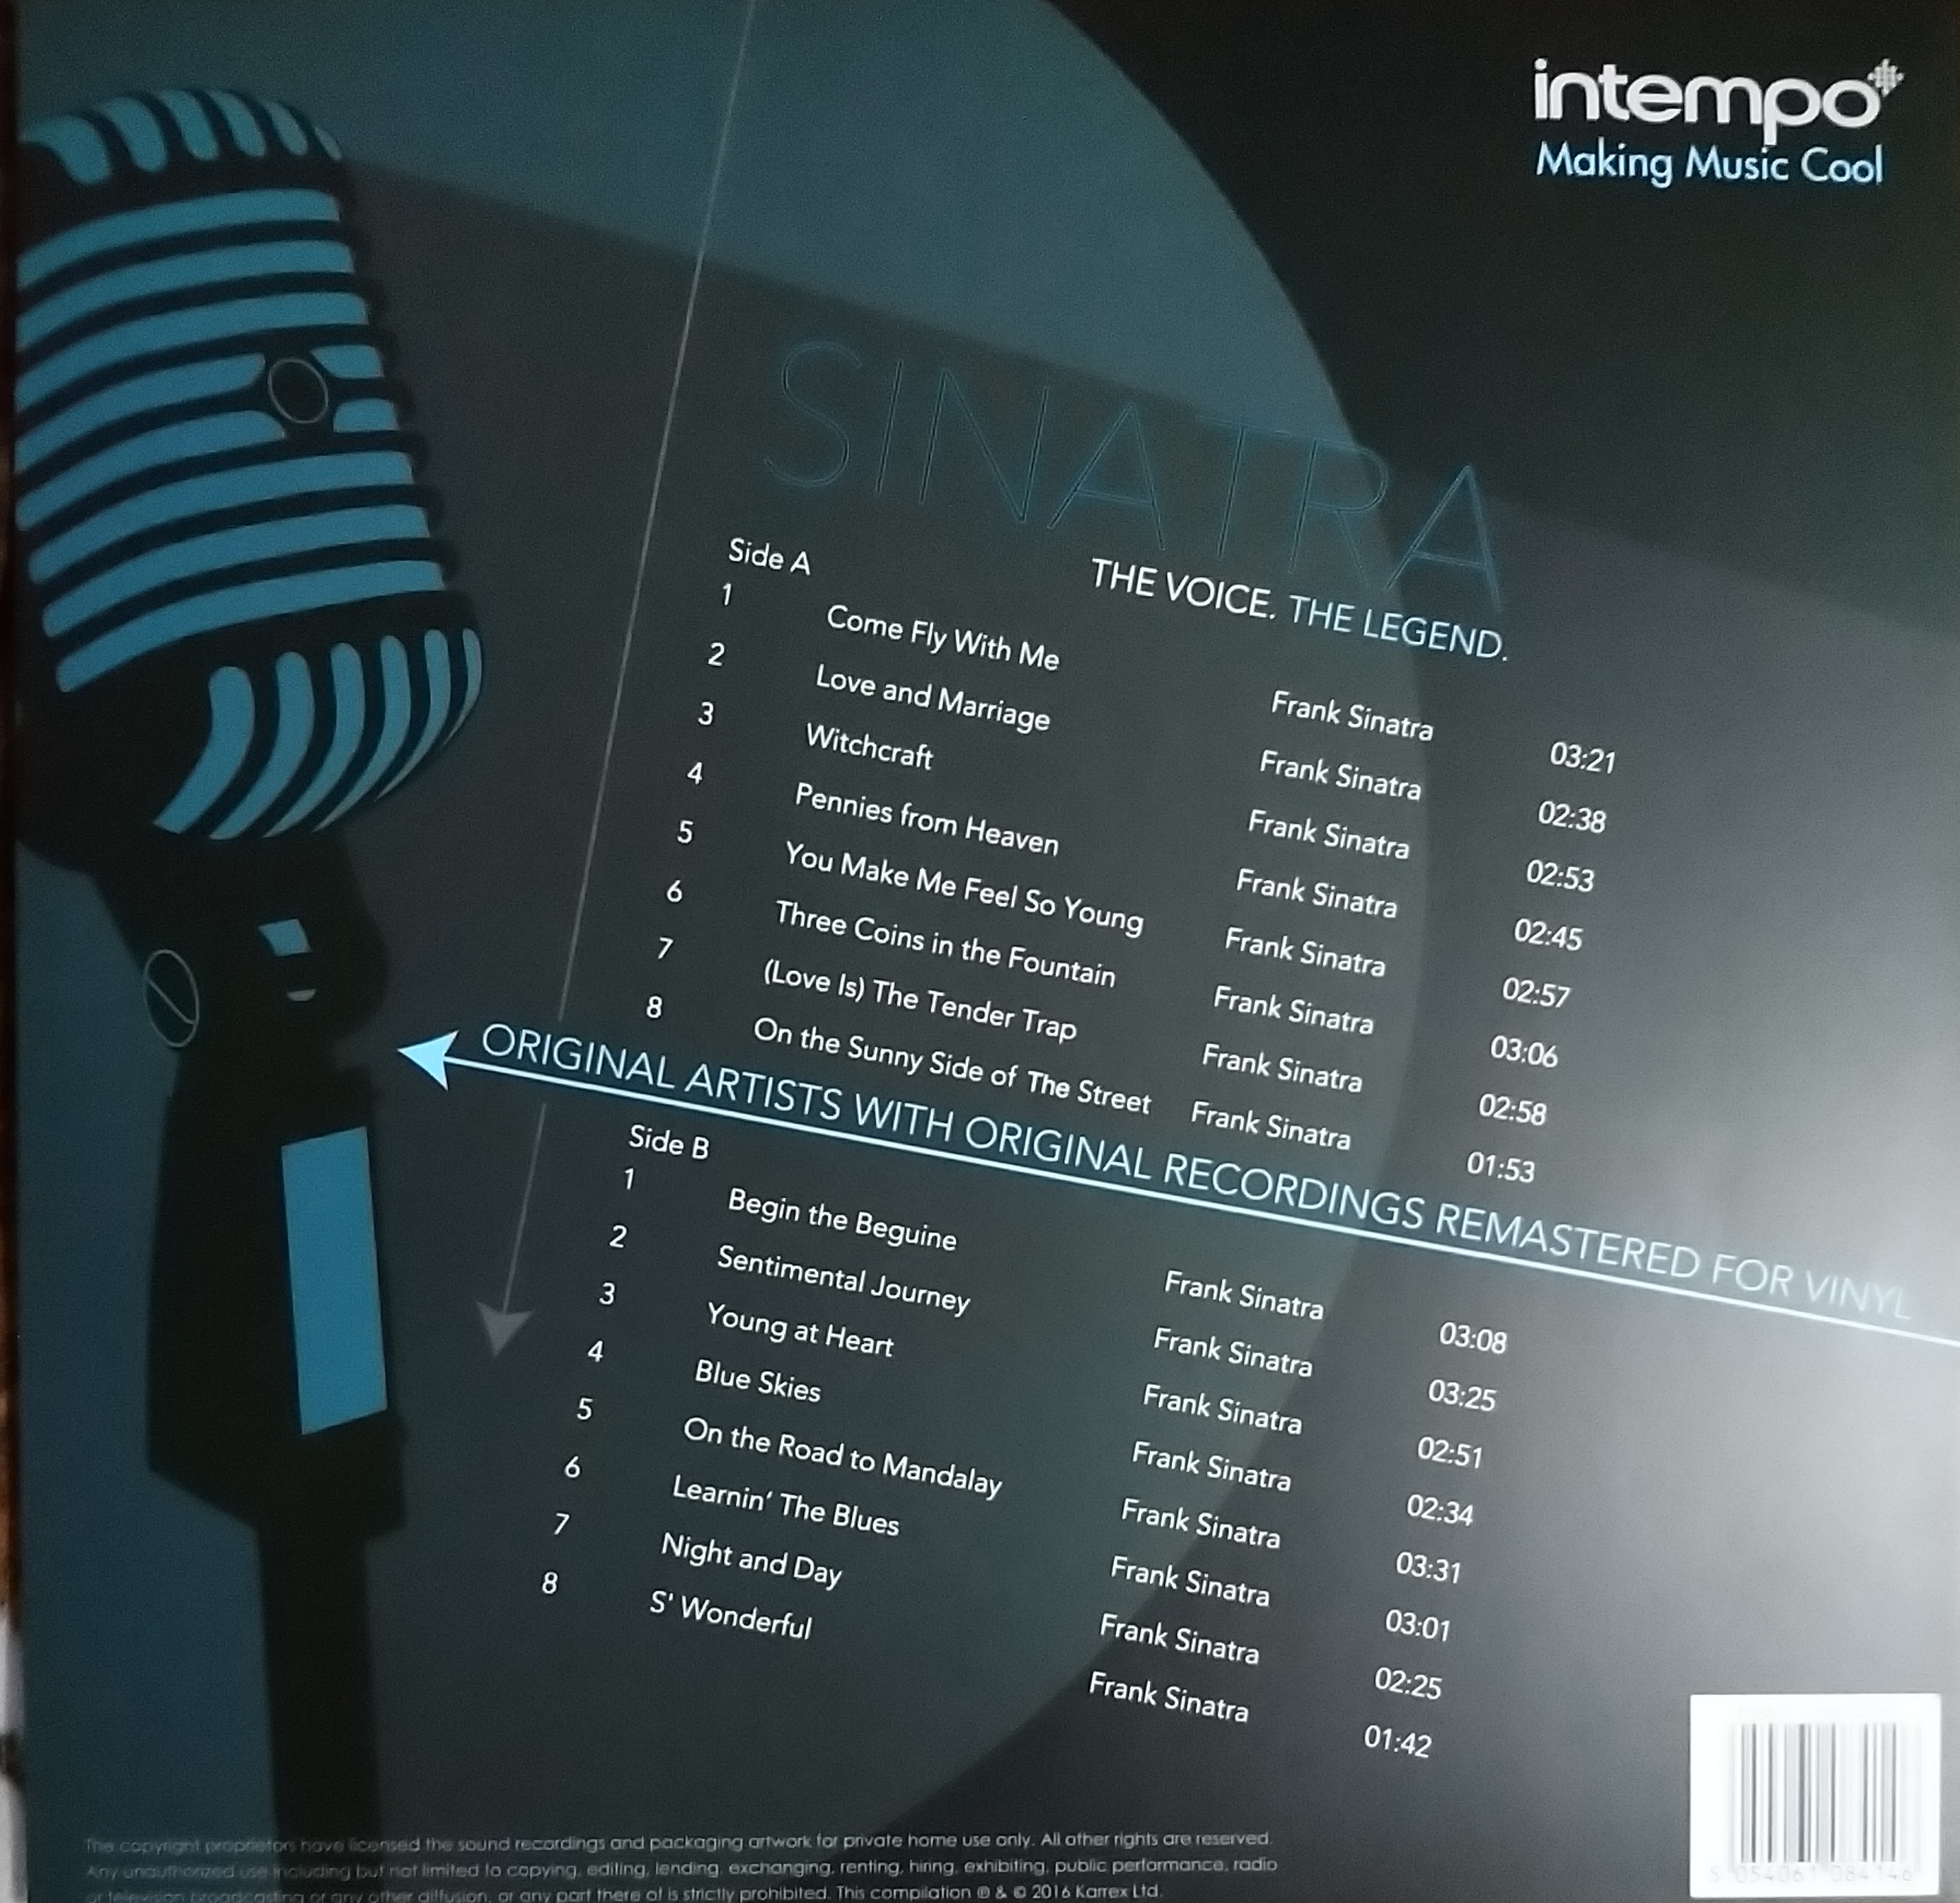 intempo
Making Music Cool
SINATRA
THE VOICE. THE LEGEND.
Side A
1 Come Fly With Me Frank Sinatra 03:21
2 Love and Marriage Frank Sinatra 02:38
3 Witchcraft Frank Sinatra 02:53
4 Pennies from Heaven Frank Sinatra 02:45
5 You Make Me Feel So Young Frank Sinatra 02:57
6 Three Coins in the Fountain Frank Sinatra 03:06
7 (Love Is) The Tender Trap Frank Sinatra 02:58
8 On the Sunny Side of The Street Frank Sinatra 01:53
ORIGINAL ARTISTS WITH ORIGINAL RECORDINGS REMASTERED FOR VINYL
Side B
1 Begin the Beguine Frank Sinatra 03:08
2 Sentimental Journey Frank Sinatra 03:25
3 Young at Heart Frank Sinatra 02:51
4 Blue Skies Frank Sinatra 02:34
5 On the Road to Mandalay Frank Sinatra 03:31
6 Learnin' The Blues Frank Sinatra 03:01
7 Night and Day Frank Sinatra 02:25
8 S' Wonderful Frank Sinatra 01:42
The copyright proprietors have licensed the sound recordings and packaging artwork for private home use only. All other rights are reserved.
Any unauthorized use including but not limited to copying, editing, lending, exchanging, renting, hiring, exhibiting, public performance, radio
or television broadcasting or any other diffusion, or any part there of is strictly prohibited. This compilation ℗ & © 2016 Karrex Ltd.
5 054061 084146